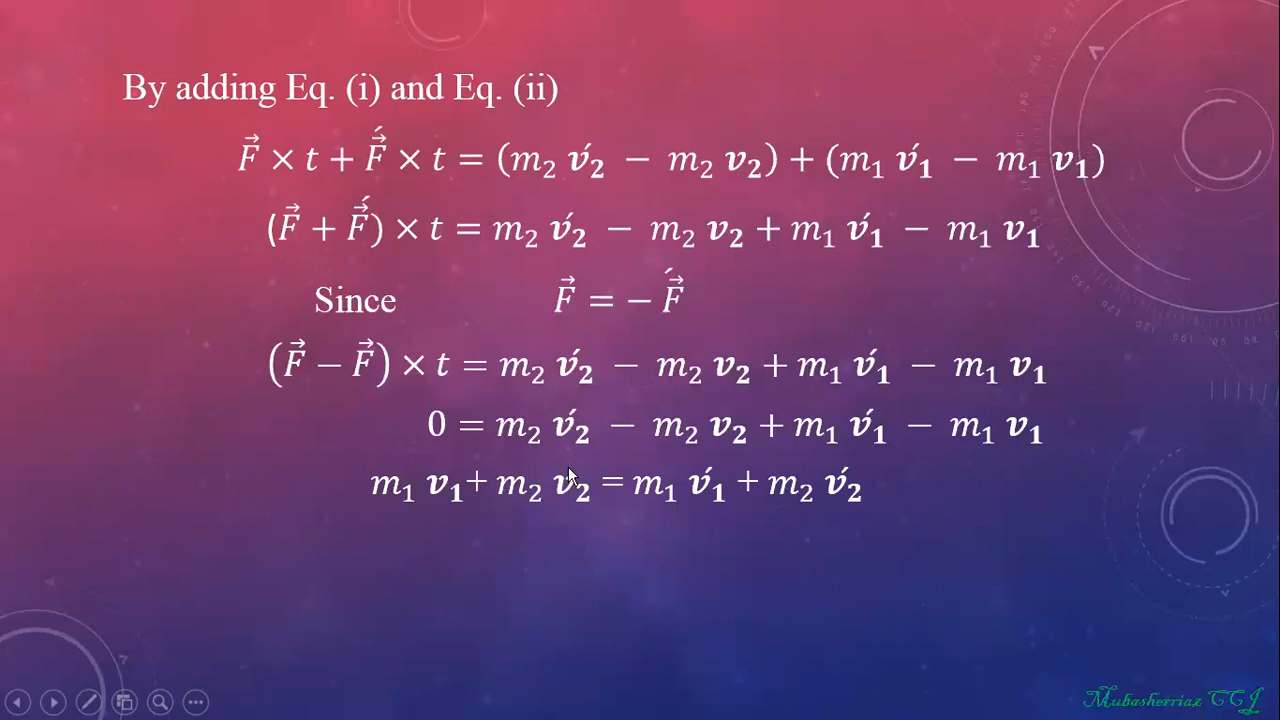 By adding Eq. (i) and Eq. (ii)
F⃗ × t + F⃗́ × t = (m₂ v́₂ − m₂ v₂) + (m₁ v́₁ − m₁ v₁)
(F⃗ + F⃗́) × t = m₂ v́₂ − m₂ v₂ + m₁ v́₁ − m₁ v₁
Since F⃗ = − F⃗́
(F⃗ − F⃗) × t = m₂ v́₂ − m₂ v₂ + m₁ v́₁ − m₁ v₁
0 = m₂ v́₂ − m₂ v₂ + m₁ v́₁ − m₁ v₁
m₁ v₁ + m₂ v₂ = m₁ v́₁ + m₂ v́₂
Mubasherriaz CCJ